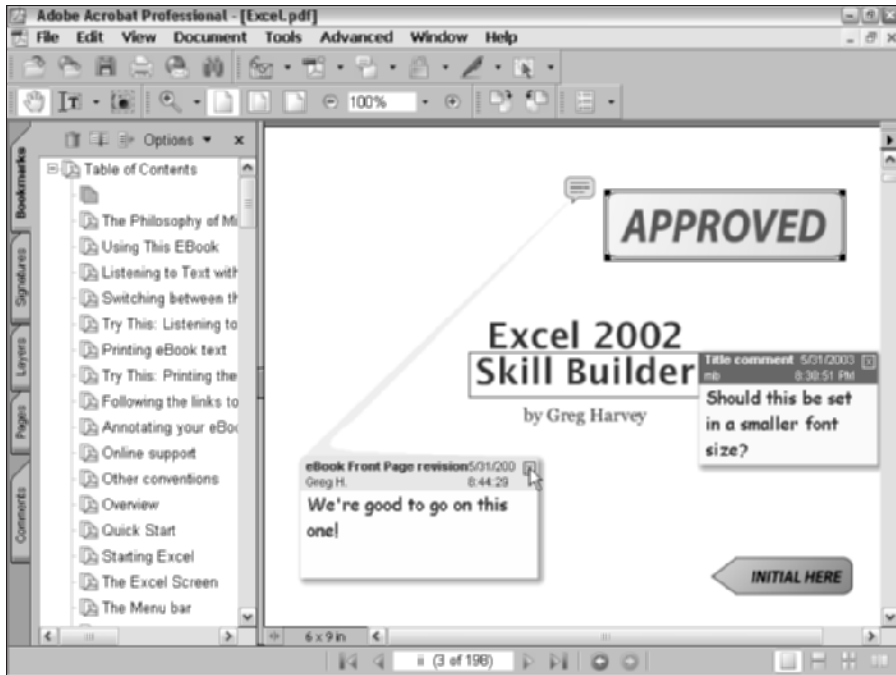 Adobe Acrobat Professional - [Excel.pdf]
File Edit View Document Tools Advanced Window Help
100%
Options
Bookmarks
Signatures
Layers
Pages
Comments
Table of Contents
The Philosophy of Mi
Using This EBook
Listening to Text with
Switching between th
Try This: Listening to
Printing eBook text
Try This: Printing the
Following the links to
Annotating your eBoo
Online support
Other conventions
Overview
Quick Start
Starting Excel
The Excel Screen
The Menu bar
APPROVED
Excel 2002
Skill Builder
by Greg Harvey
Title comment 5/31/2003
mb 8:30:51 PM
Should this be set
in a smaller font
size?
eBook Front Page revision 5/31/200
Greg H. 8:44:29
We're good to go on this
one
INITIAL HERE
6 x 9 in
ii (3 of 198)